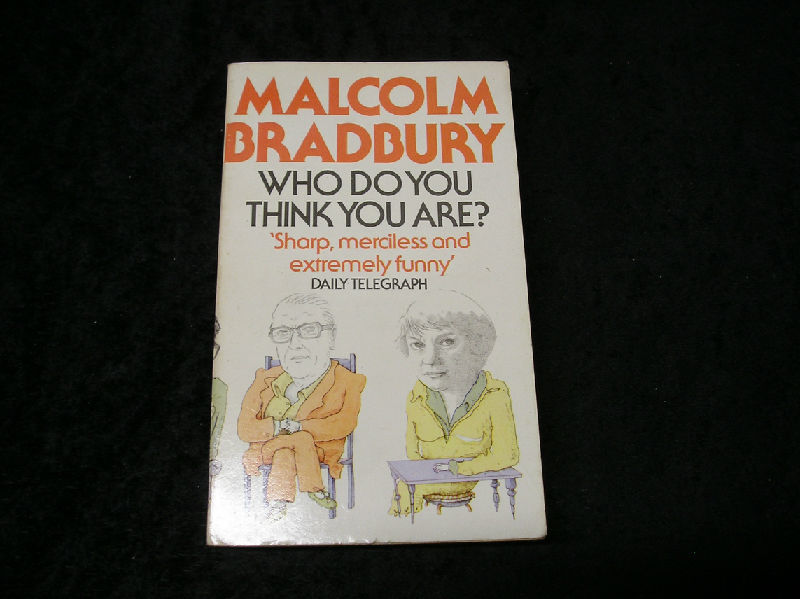 MALCOLM
BRADBURY
WHO DO YOU
THINK YOU ARE?
‘Sharp, merciless and
extremely funny’
DAILY TELEGRAPH